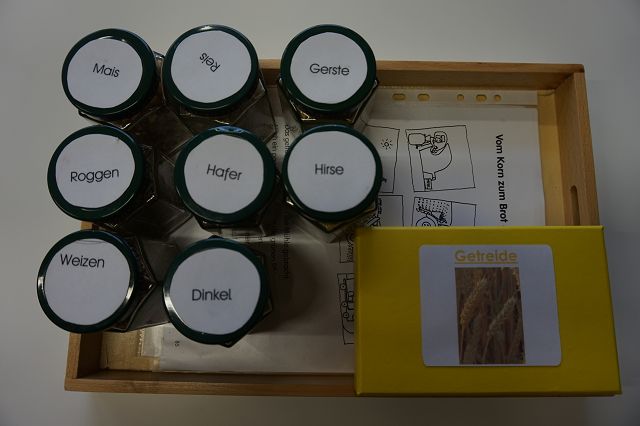 Mais
Reis
Gerste
Roggen
Hafer
Hirse
Weizen
Dinkel
Vom Korn zum Brot
Getreide